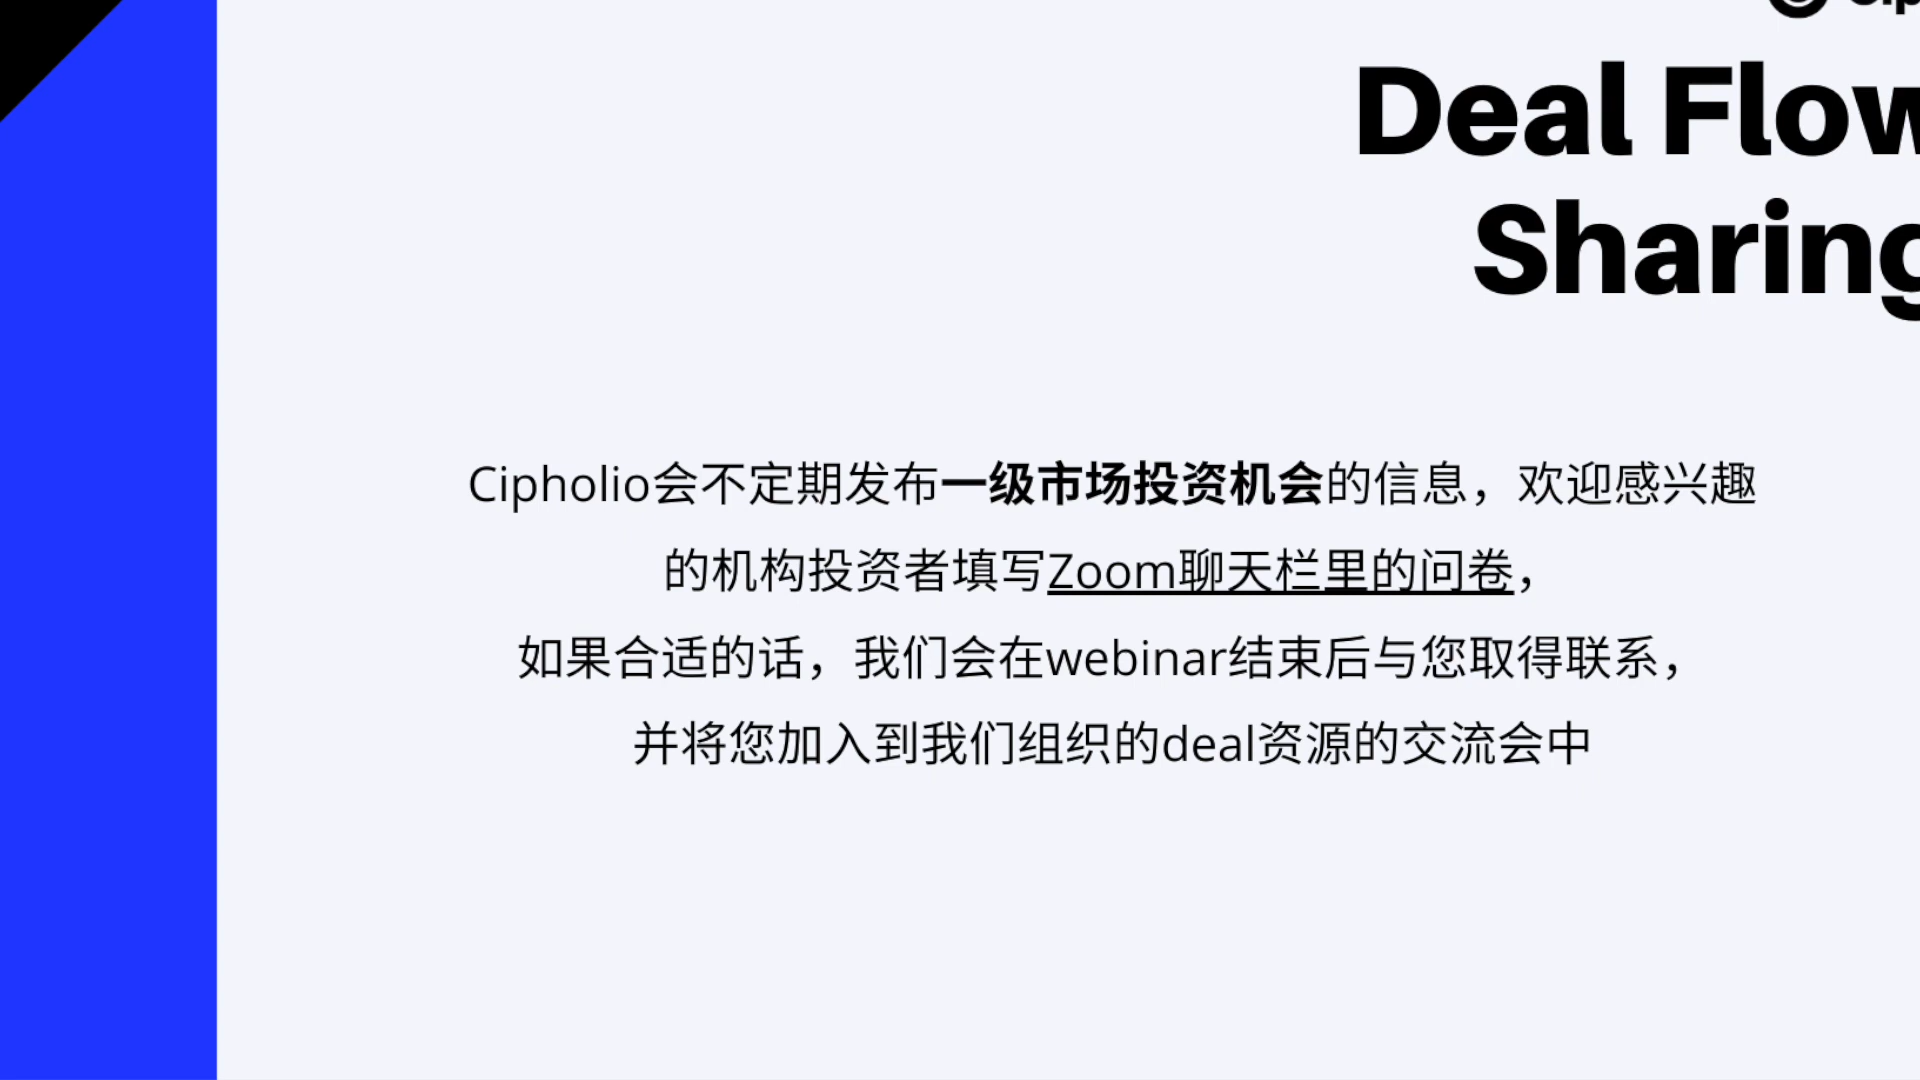 Deal Flow
Sharing
Cipholio会不定期发布一级市场投资机会的信息，欢迎感兴趣
的机构投资者填写Zoom聊天栏里的问卷，
如果合适的话，我们会在webinar结束后与您取得联系，
并将您加入到我们组织的deal资源的交流会中